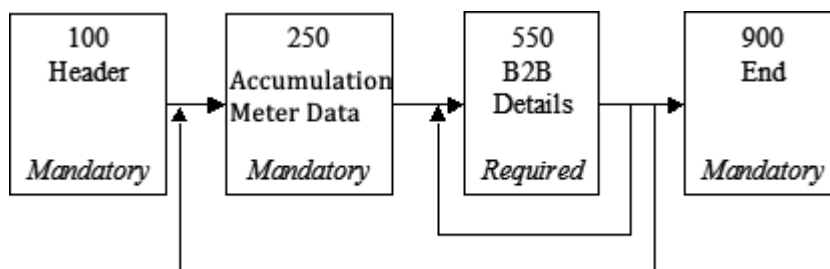 100
Header
Mandatory
250
Accumulation
Meter Data
Mandatory
550
B2B
Details
Required
900
End
Mandatory